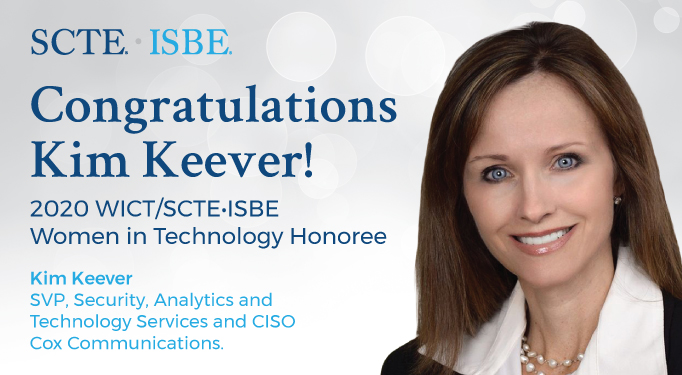 SCTE. • ISBE.
Congratulations
Kim Keever!
2020 WICT/SCTE•ISBE
Women in Technology Honoree
Kim Keever
SVP, Security, Analytics and
Technology Services and CISO
Cox Communications.